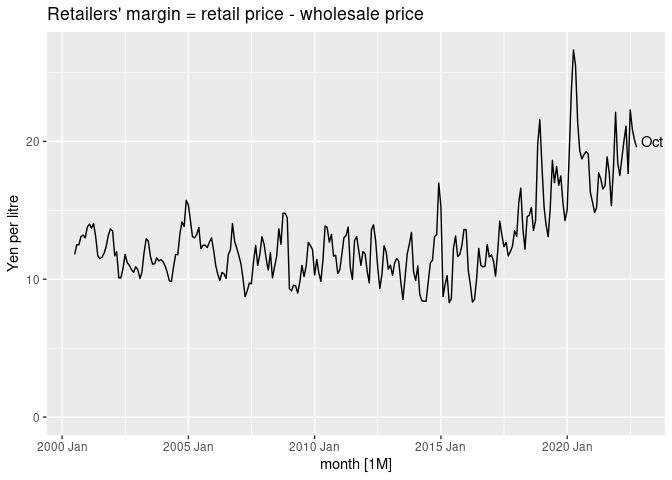 Retailers' margin = retail price - wholesale price
Yen per litre
20
10
0
Oct
2000 Jan
2005 Jan
2010 Jan
2015 Jan
2020 Jan
month [1M]